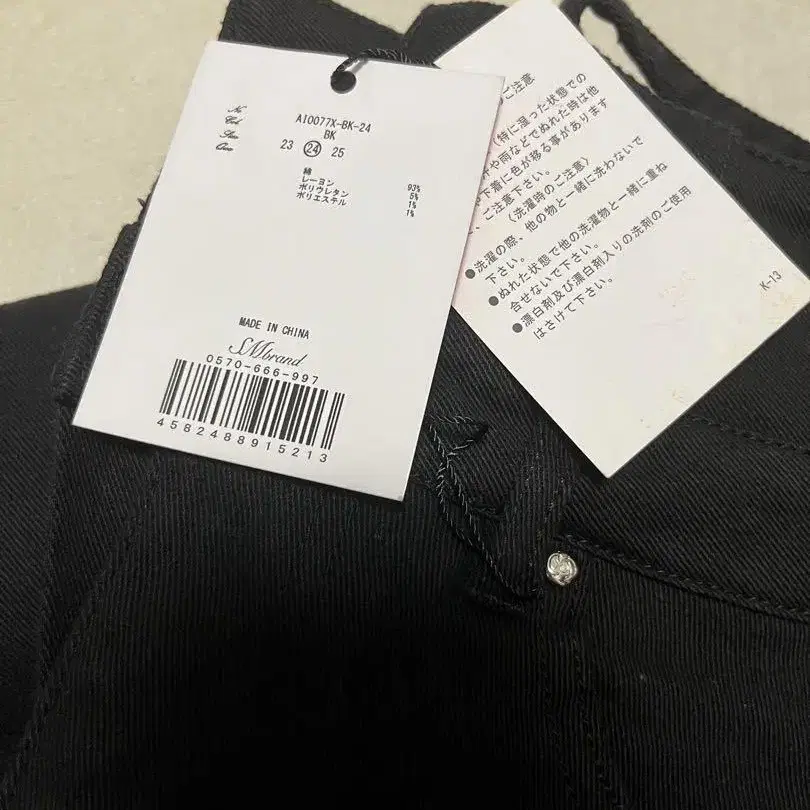 No
Col
Size
Qua
AI0077X-BK-24
BK
23 24 25
綿 93%
レーヨン 5%
ポリウレタン 1%
ポリエステル 1%
MADE IN CHINA
SMbrand
0570-666-997
4582488915213
ご注意
(特に湿った状態での
汗や雨などでぬれた時は他
下着に色が移る事があります
ご注意下さい。
〈洗濯時のご注意〉
●洗濯の際、他の物と一緒に洗わないで
下さい。
●ぬれた状態で他の洗濯物と一緒に重ね
合せないで下さい。
●漂白剤及び漂白剤入りの洗剤のご使用
はさけて下さい。
K-13